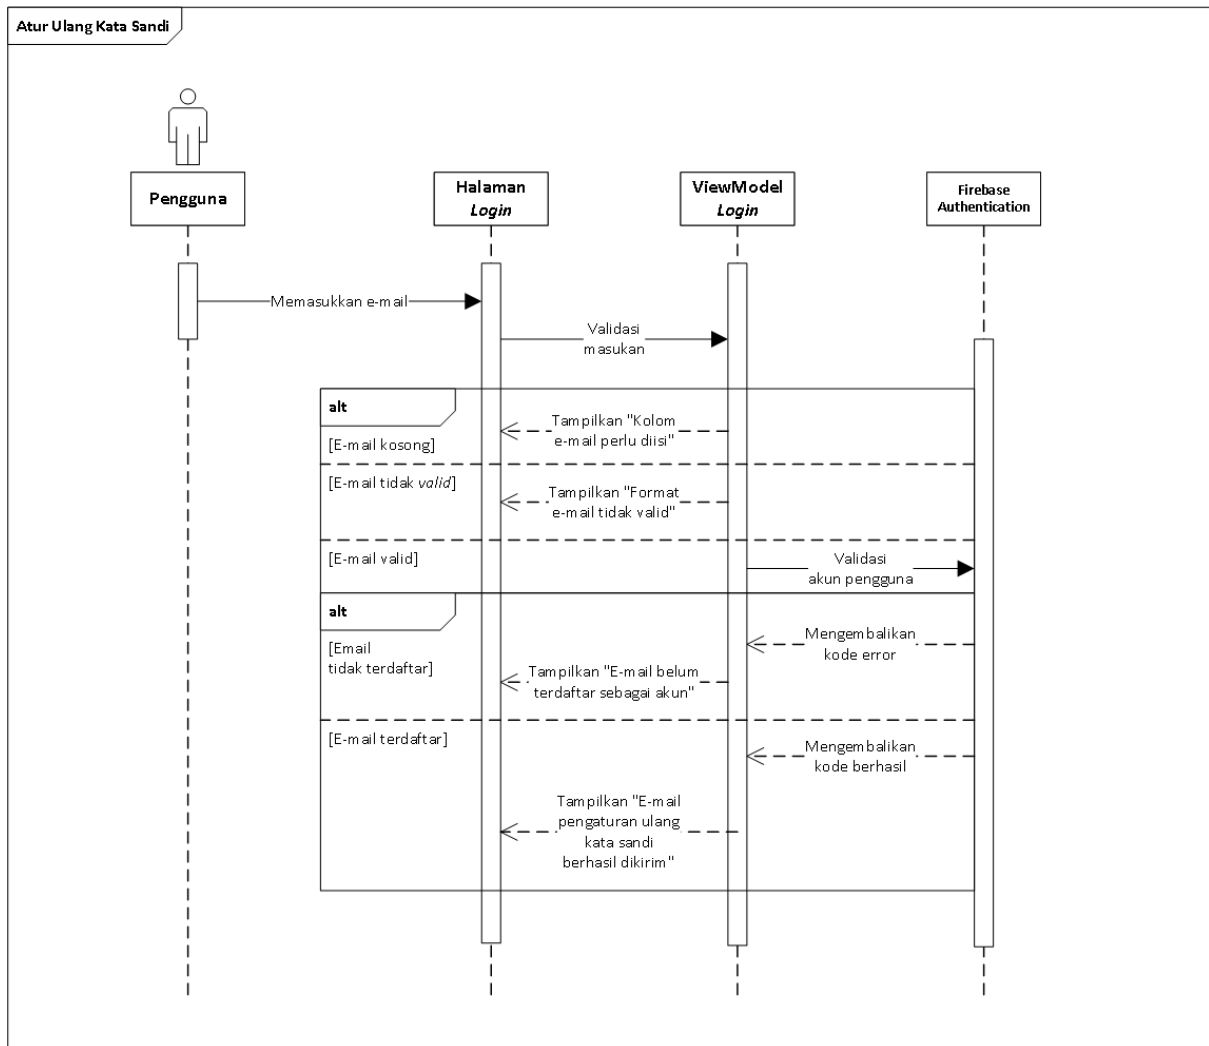 Atur Ulang Kata Sandi
Pengguna
Halaman
Login
ViewModel
Login
Firebase
Authentication
Memasukkan e-mail
Validasi
masukan
alt
Tampilkan "Kolom
e-mail perlu diisi"
[E-mail kosong]
[E-mail tidak valid]
Tampilkan "Format
e-mail tidak valid"
[E-mail valid]
Validasi
akun pengguna
alt
Mengembalikan
kode error
[Email
tidak terdaftar]
Tampilkan "E-mail belum
terdaftar sebagai akun"
[E-mail terdaftar]
Mengembalikan
kode berhasil
Tampilkan "E-mail
pengaturan ulang
kata sandi
berhasil dikirim"